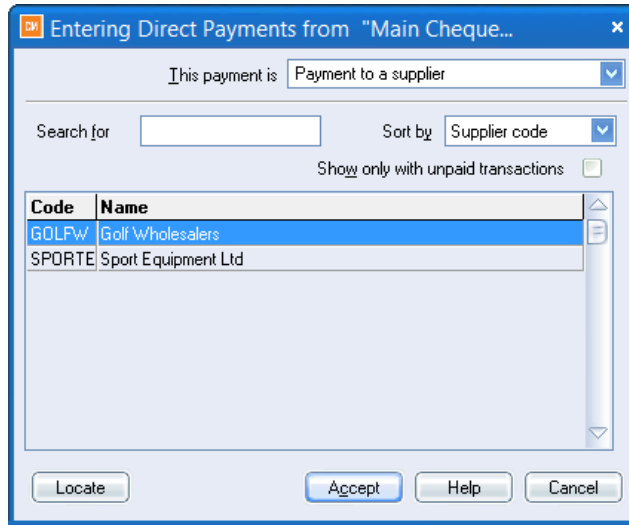 Entering Direct Payments from "Main Cheque...
This payment is Payment to a supplier
Search for Sort by Supplier code
Show only with unpaid transactions
Code Name
GOLFW Golf Wholesalers
SPORTE Sport Equipment Ltd
Locate Accept Help Cancel